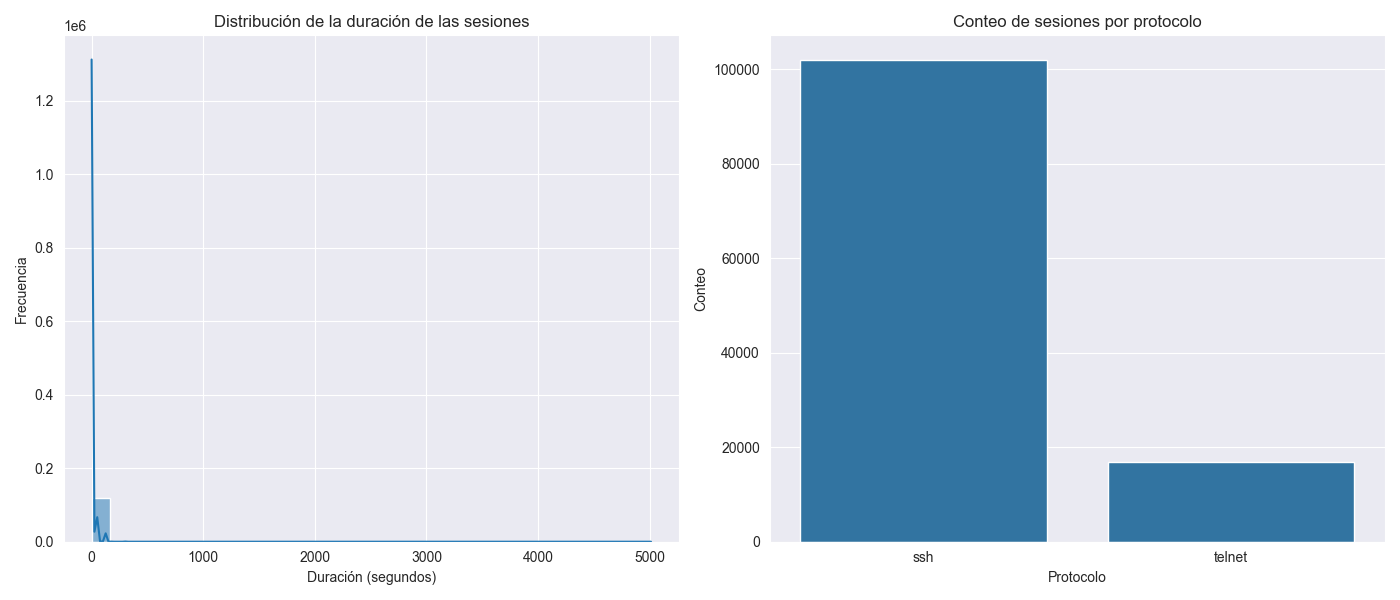 Distribución de la duración de las sesiones
1e6
1.2
1.0
0.8
0.6
0.4
0.2
0.0
Frecuencia
0 1000 2000 3000 4000 5000
Duración (segundos)
Conteo de sesiones por protocolo
100000
80000
60000
40000
20000
0
Conteo
ssh telnet
Protocolo